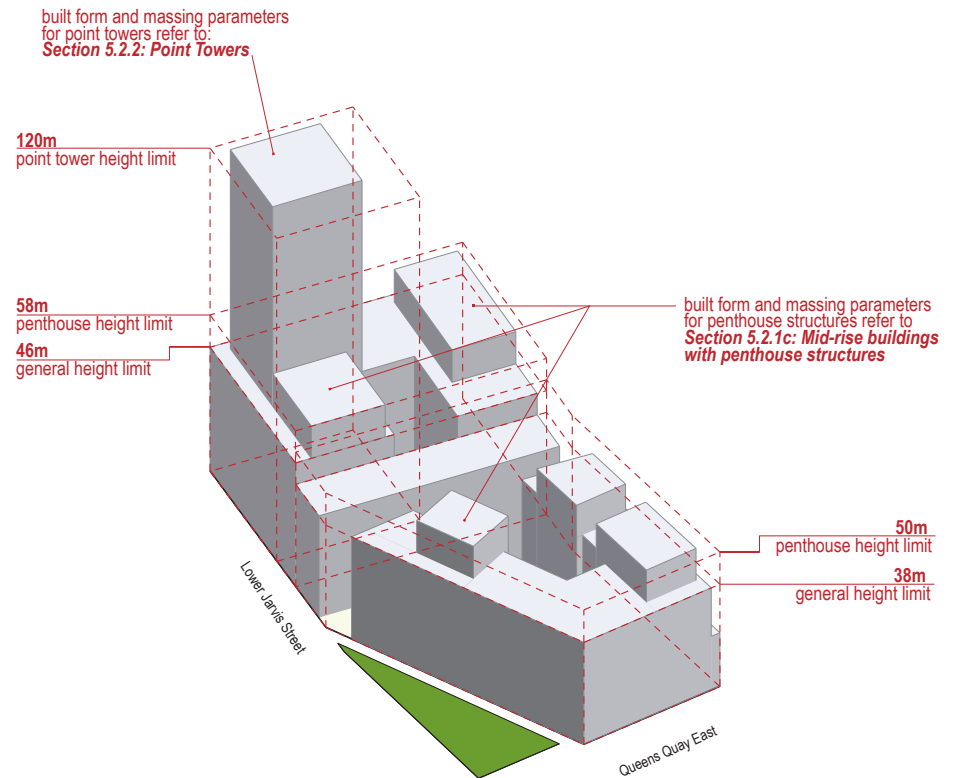 built form and massing parameters
for point towers refer to:
Section 5.2.2: Point Towers
120m
point tower height limit
58m
penthouse height limit
46m
general height limit
built form and massing parameters
for penthouse structures refer to
Section 5.2.1c: Mid-rise buildings
with penthouse structures
50m
penthouse height limit
38m
general height limit
Lower Jarvis Street
Queens Quay East